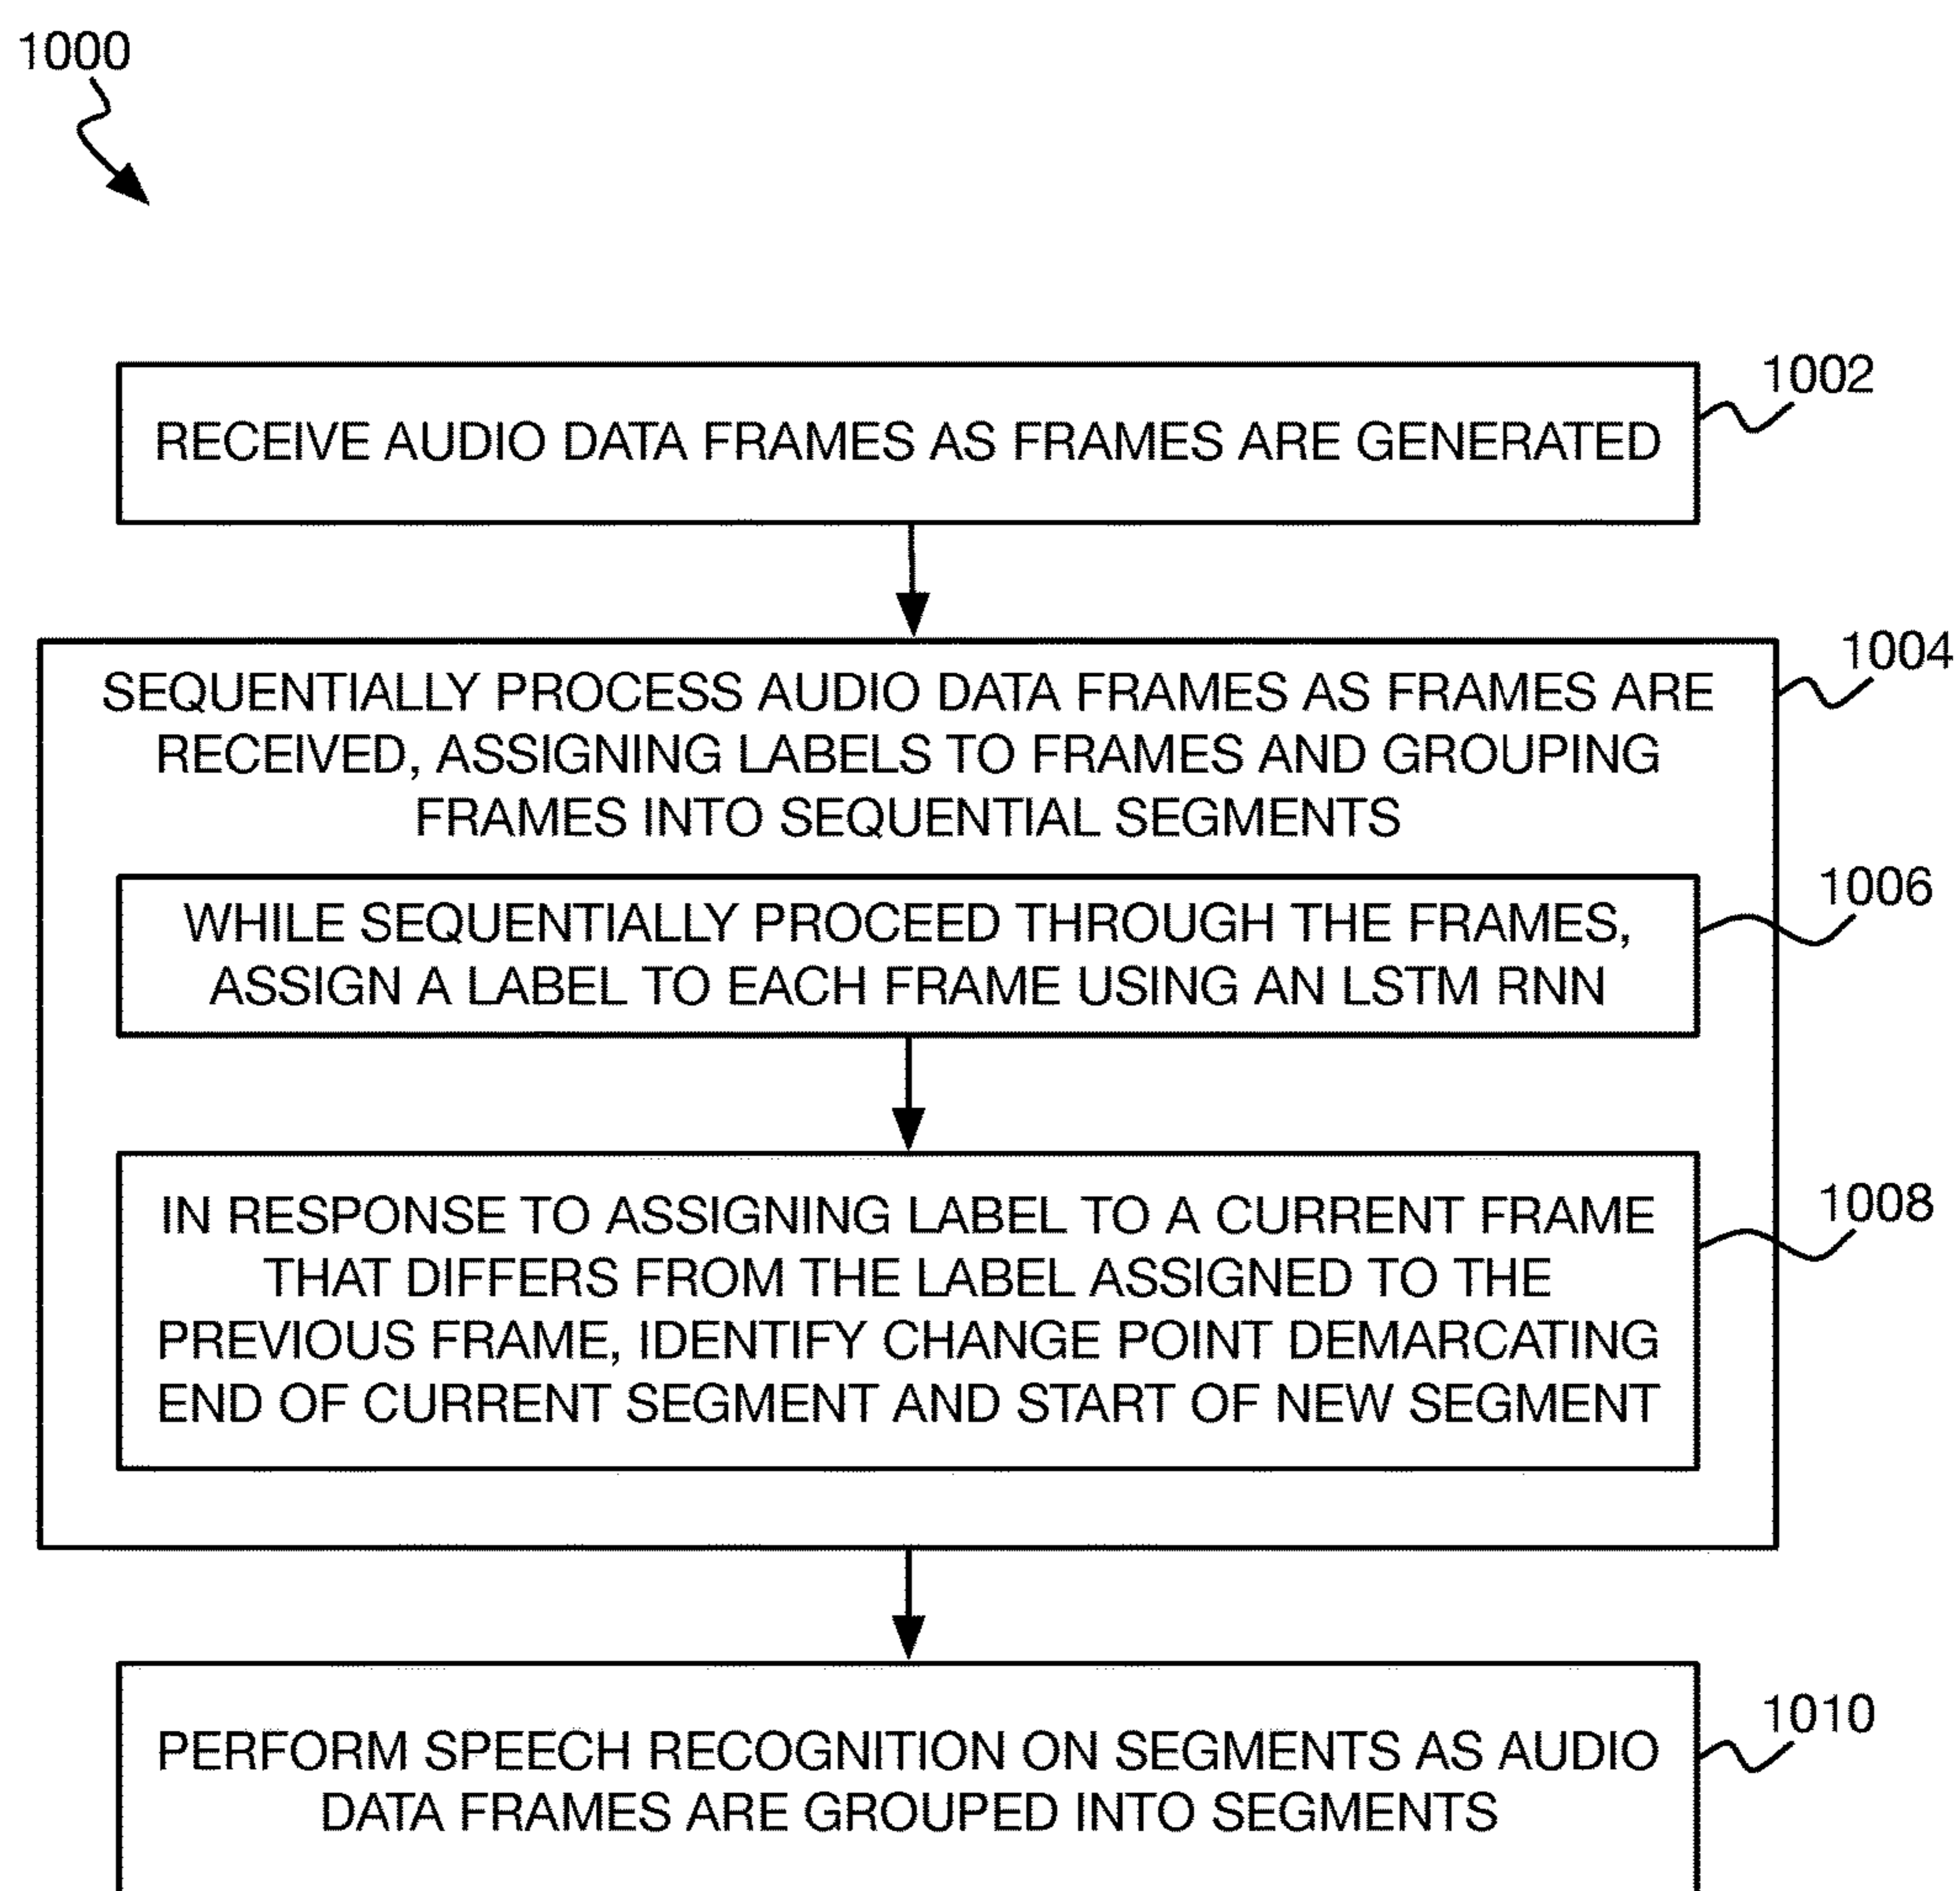 1000
1002
RECEIVE AUDIO DATA FRAMES AS FRAMES ARE GENERATED
1004
SEQUENTIALLY PROCESS AUDIO DATA FRAMES AS FRAMES ARE
RECEIVED, ASSIGNING LABELS TO FRAMES AND GROUPING
FRAMES INTO SEQUENTIAL SEGMENTS
1006
WHILE SEQUENTIALLY PROCEED THROUGH THE FRAMES,
ASSIGN A LABEL TO EACH FRAME USING AN LSTM RNN
1008
IN RESPONSE TO ASSIGNING LABEL TO A CURRENT FRAME
THAT DIFFERS FROM THE LABEL ASSIGNED TO THE
PREVIOUS FRAME, IDENTIFY CHANGE POINT DEMARCATING
END OF CURRENT SEGMENT AND START OF NEW SEGMENT
1010
PERFORM SPEECH RECOGNITION ON SEGMENTS AS AUDIO
DATA FRAMES ARE GROUPED INTO SEGMENTS